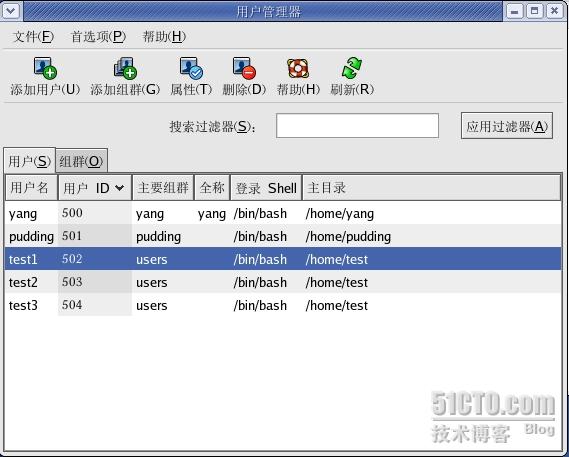 用户管理器
文件(F) 首选项(P) 帮助(H)
添加用户(U) 添加组群(G) 属性(T) 删除(D) 帮助(H) 刷新(R)
搜索过滤器(S): 应用过滤器(A)
用户(S) 组群(O)
用户名 用户 ID 主要组群 全称 登录 Shell 主目录
yang 500 yang yang /bin/bash /home/yang
pudding 501 pudding /bin/bash /home/pudding
test1 502 users /bin/bash /home/test
test2 503 users /bin/bash /home/test
test3 504 users /bin/bash /home/test
51CTO.com
技术博客 Blog